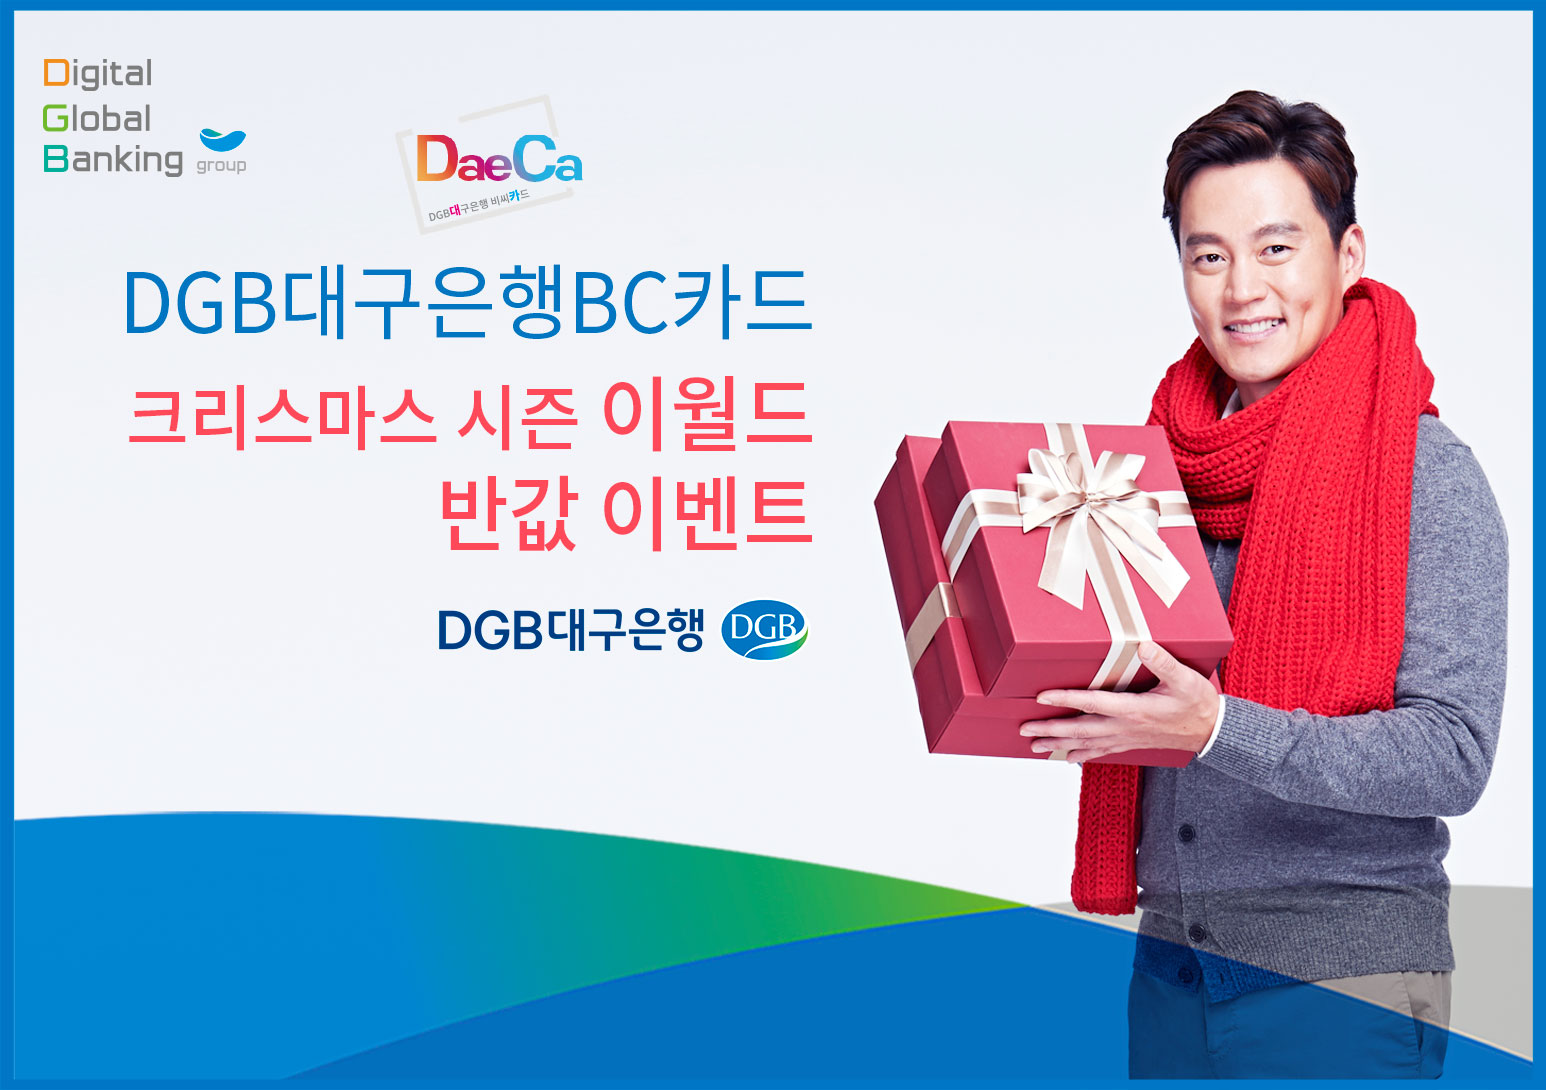 Digital
Global
Banking group
DaeCa
DGB대구은행 비씨카드
DGB대구은행BC카드
크리스마스 시즌 이월드
반값 이벤트
DGB대구은행 DGB